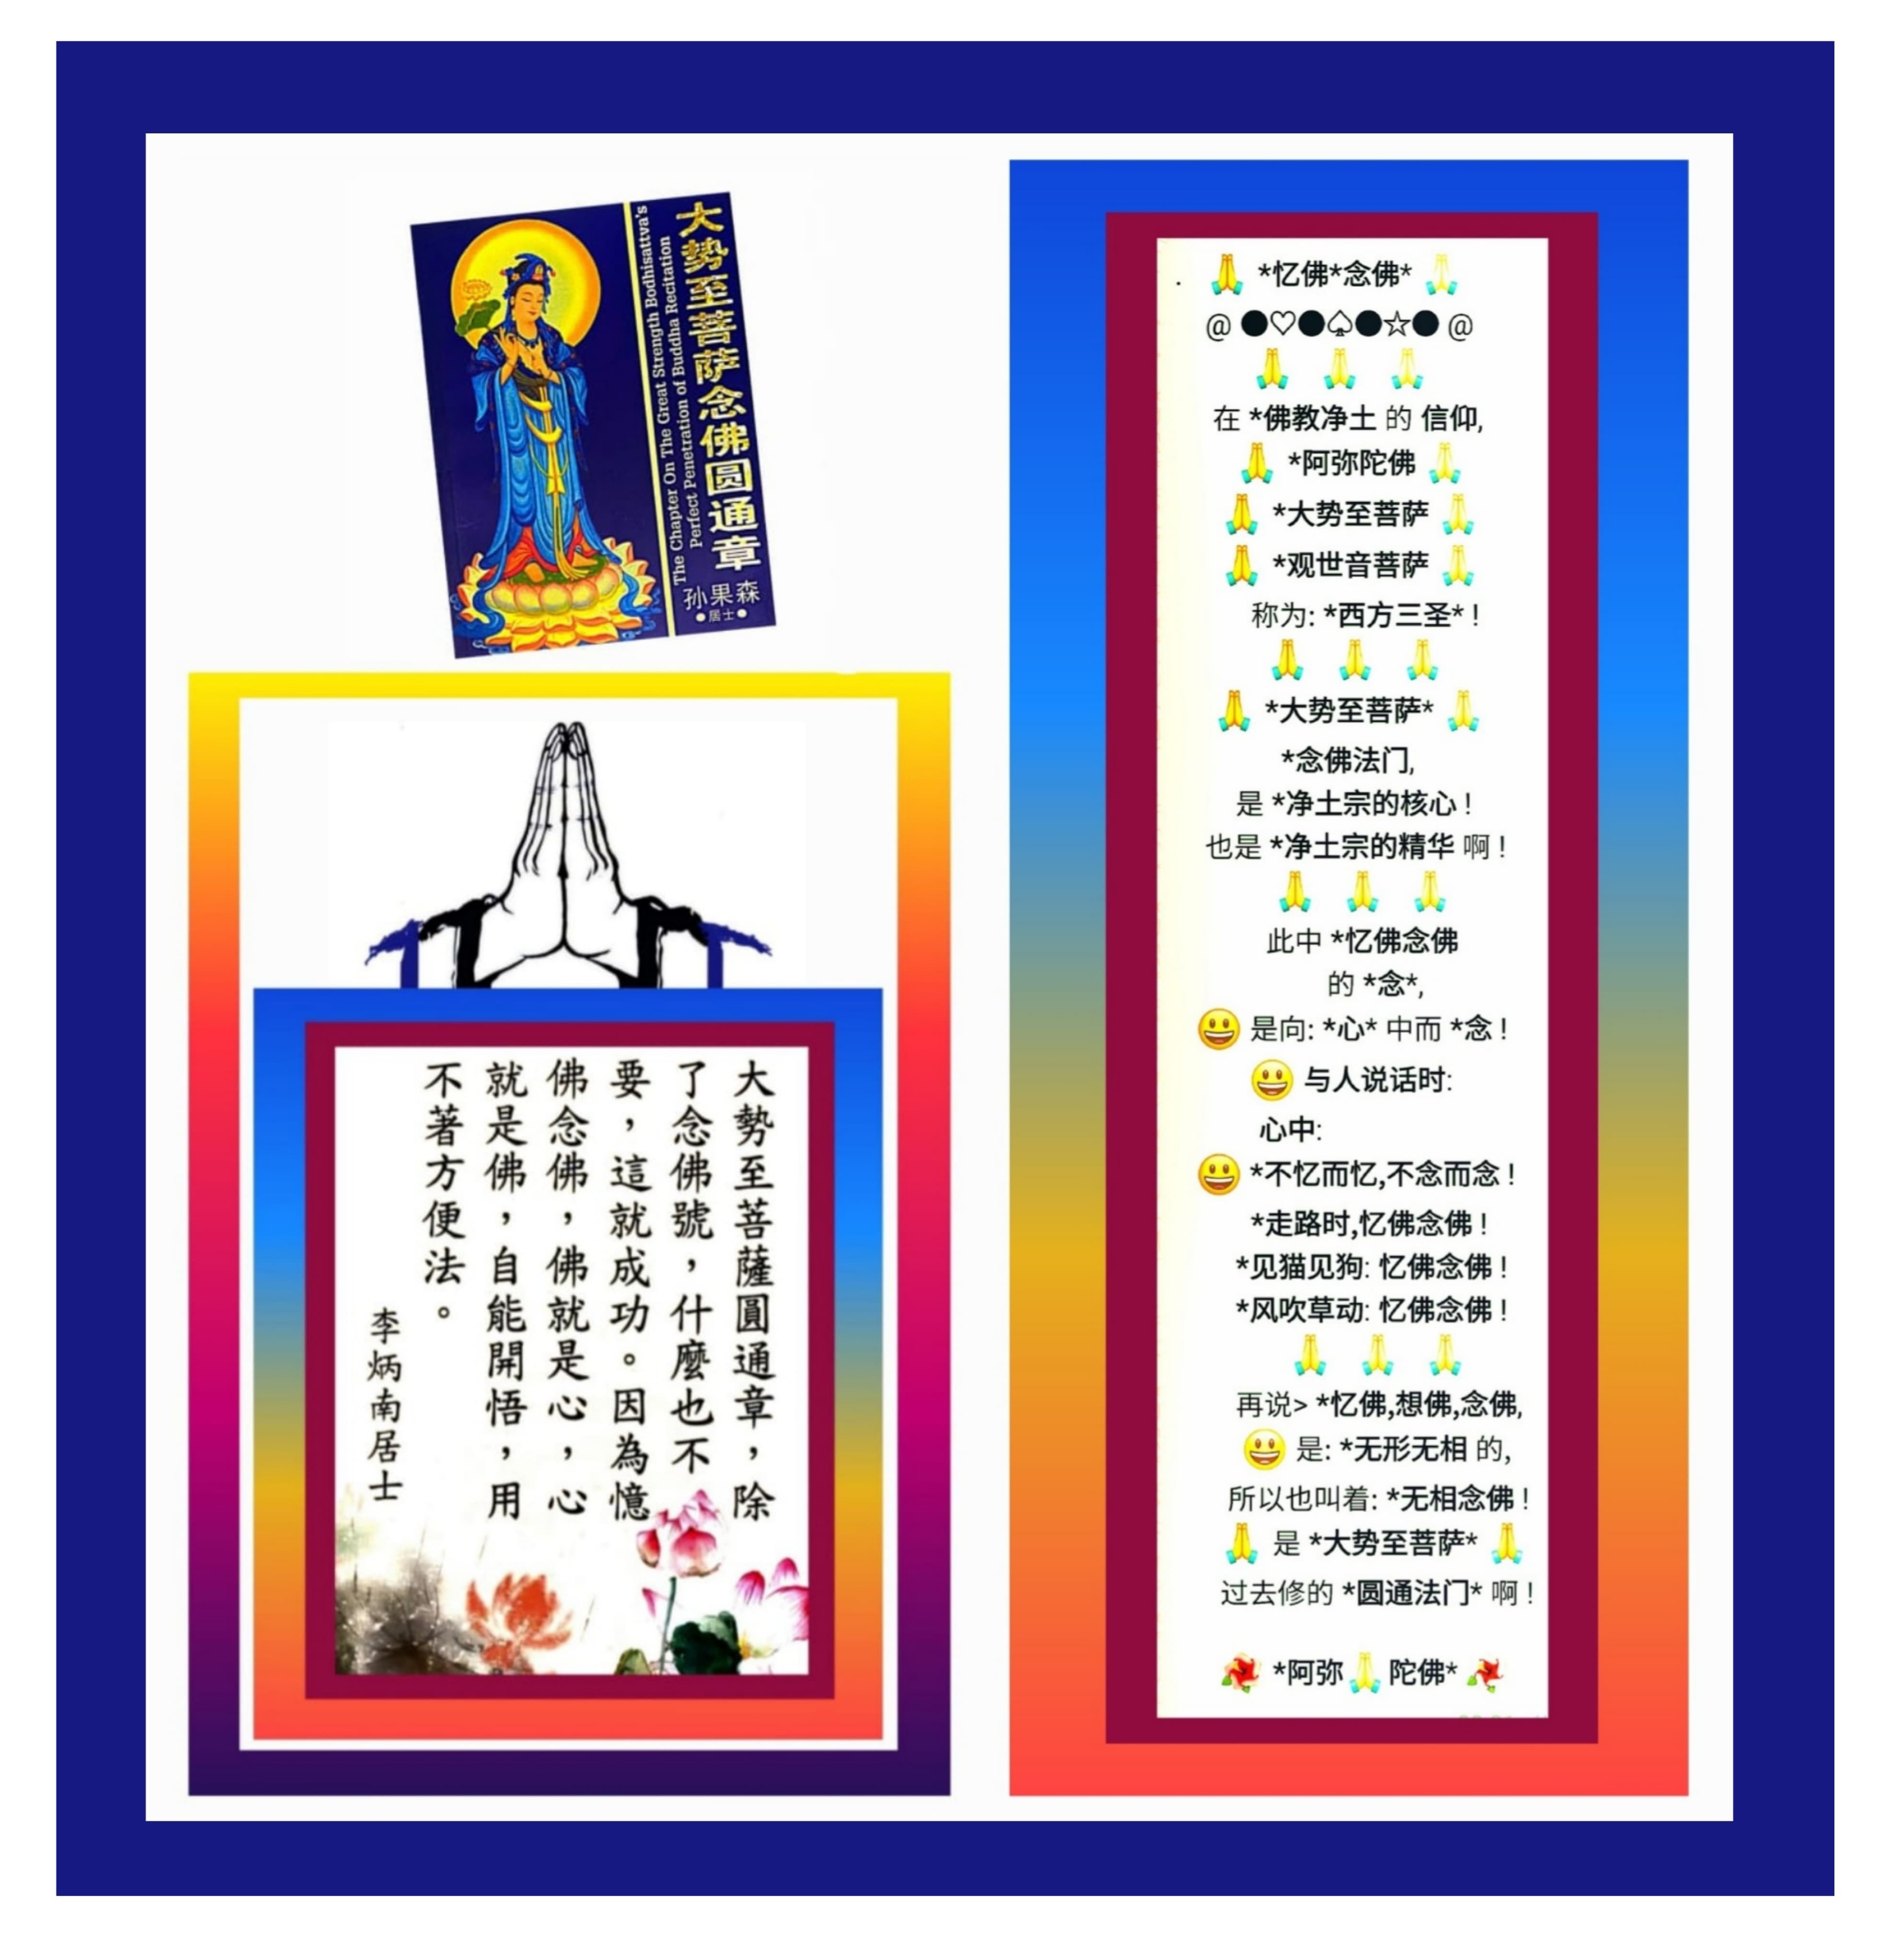 大势至菩萨念佛圆通章
The Chapter On The Great Strength Bodhisattva's
Perfect Penetration of Buddha Recitation
孙果森
●居士●
大勢至菩薩圓通章，除
了念佛號，什麼也不
要，這就成功。因為憶
佛念佛，佛就是心，心
就是佛，自能開悟，用
不著方便法。
李炳南居士
. 🙏 *忆佛*念佛* 🙏
@ ●♡●♤●☆● @
🙏 🙏 🙏
在 *佛教净土 的 信仰,
🙏 *阿弥陀佛 🙏
🙏 *大势至菩萨 🙏
🙏 *观世音菩萨 🙏
称为: *西方三圣* !
🙏 🙏 🙏
🙏 *大势至菩萨* 🙏
*念佛法门,
是 *净土宗的核心 !
也是 *净土宗的精华 啊 !
🙏 🙏 🙏
此中 *忆佛念佛
的 *念*,
😃 是向: *心* 中而 *念 !
😃 与人说话时:
心中:
😃 *不忆而忆,不念而念 !
*走路时,忆佛念佛 !
*见猫见狗: 忆佛念佛 !
*风吹草动: 忆佛念佛 !
🙏 🙏 🙏
再说> *忆佛,想佛,念佛,
😃 是: *无形无相 的,
所以也叫着: *无相念佛 !
🙏 是 *大势至菩萨* 🙏
过去修的 *圆通法门* 啊 !
🌺 *阿弥🙏陀佛* 🌺